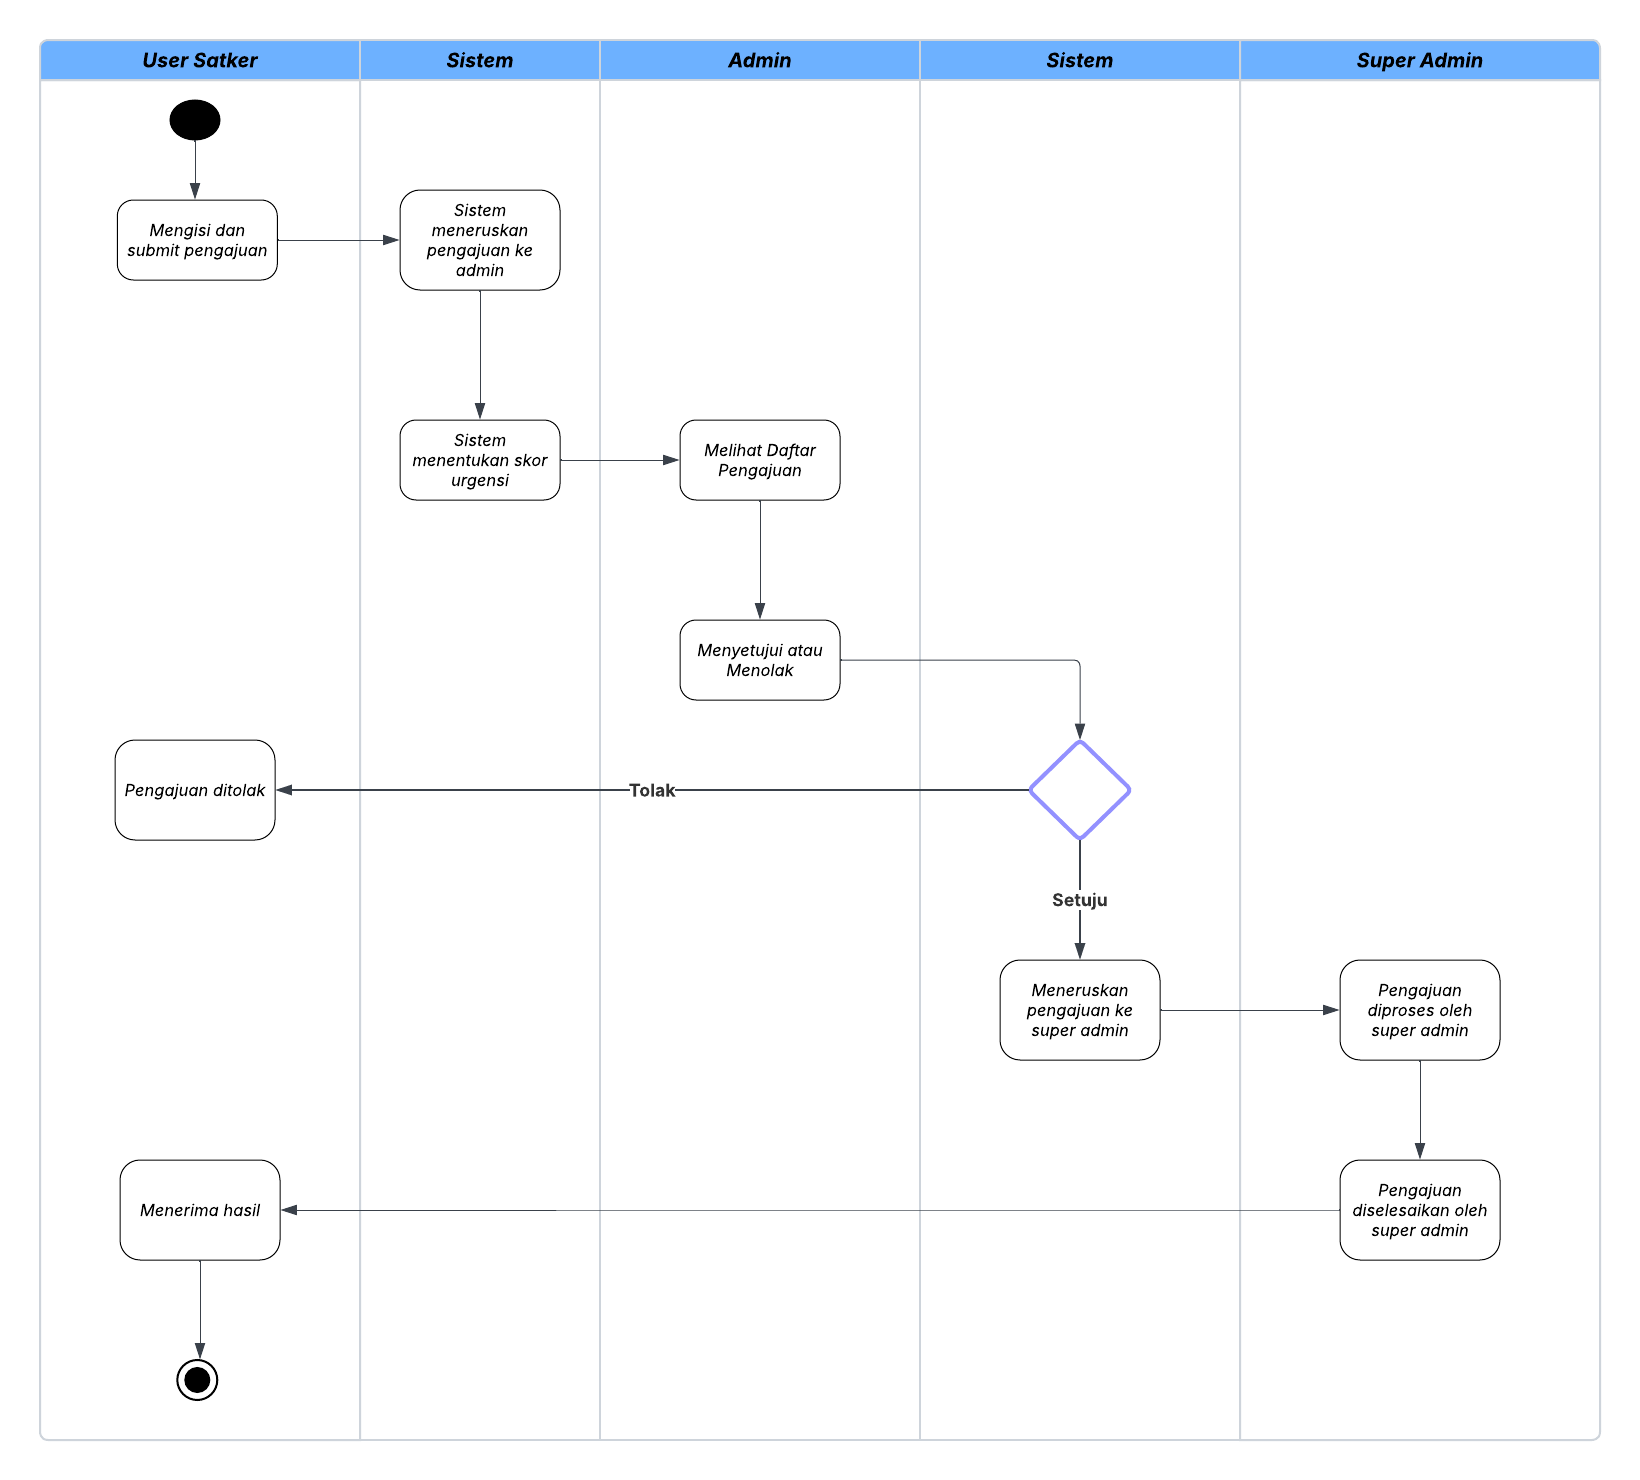 User Satker
Sistem
Admin
Sistem
Super Admin
Mengisi dan
submit pengajuan
Sistem
meneruskan
pengajuan ke
admin
Sistem
menentukan skor
urgensi
Melihat Daftar
Pengajuan
Menyetujui atau
Menolak
Pengajuan ditolak
Tolak
Setuju
Meneruskan
pengajuan ke
super admin
Pengajuan
diproses oleh
super admin
Menerima hasil
Pengajuan
diselesaikan oleh
super admin